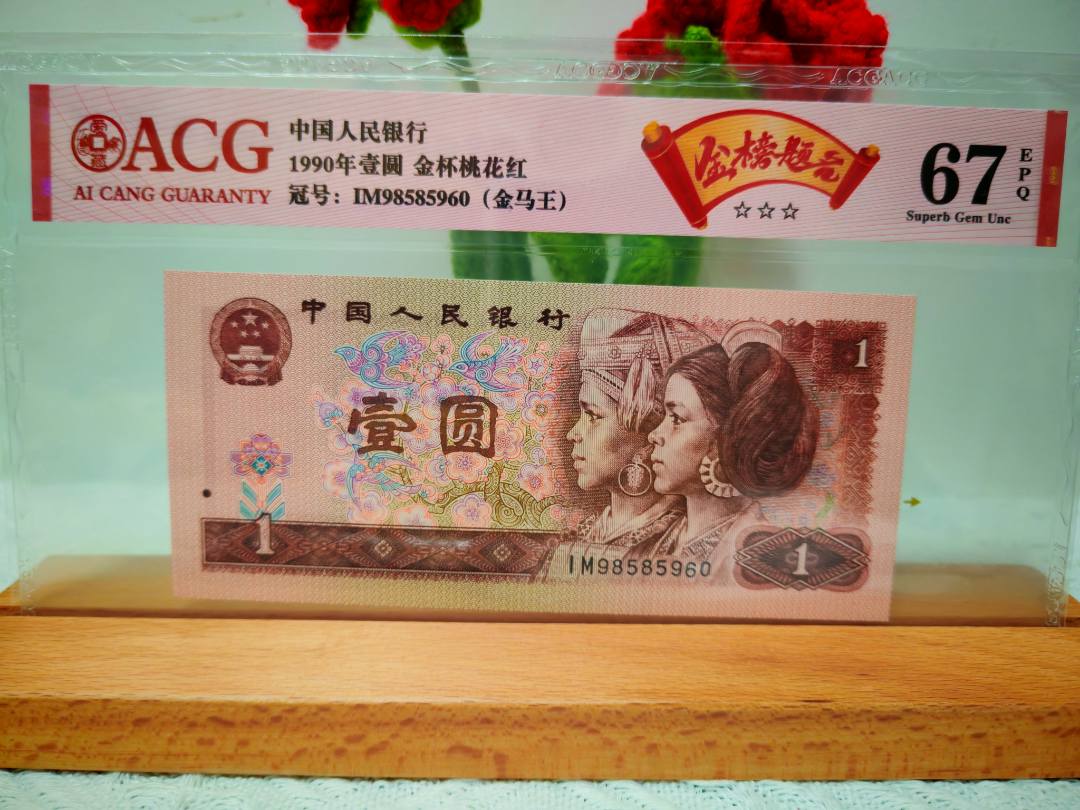 ACG
AI CANG GUARANTY
中国人民银行
1990年壹圆 金杯桃花红
冠号：IM98585960（金马王）
金榜题元
☆☆☆
67
EPQ
Superb Gem Unc
中国人民银行
1
壹圆
1
IM98585960
1